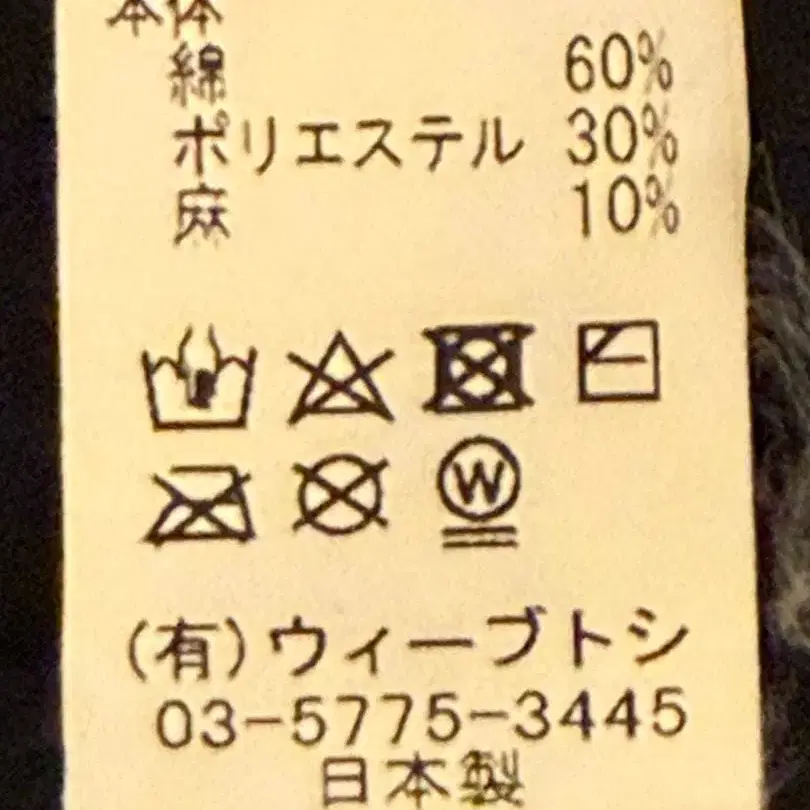 本体
綿 60%
ポリエステル 30%
麻 10%
W
(有)ウィーブトシ
03-5775-3445
日本製